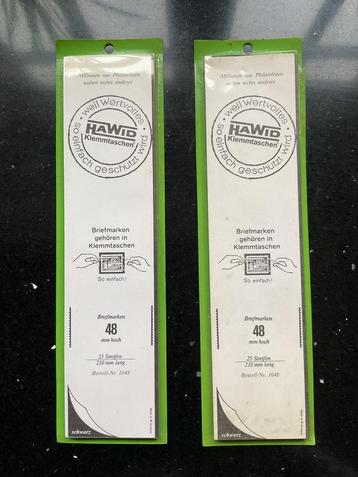 Millionen von Philatelisten
wollen nichts anderes
weil Wertvolles
so einfach geschützt wird
HAWID
Klemmtaschen
Briefmarken
gehören in
Klemmtaschen
So einfach!
Briefmarken
48
mm hoch
25 Streifen
210 mm lang
Bestell-Nr. 1048
schwarz
Millionen von Philatelisten
wollen nichts anderes
weil Wertvolles
so einfach geschützt wird
HAWID
Klemmtaschen
Briefmarken
gehören in
Klemmtaschen
So einfach!
Briefmarken
48
mm hoch
25 Streifen
210 mm lang
Bestell-Nr. 1048
schwarz